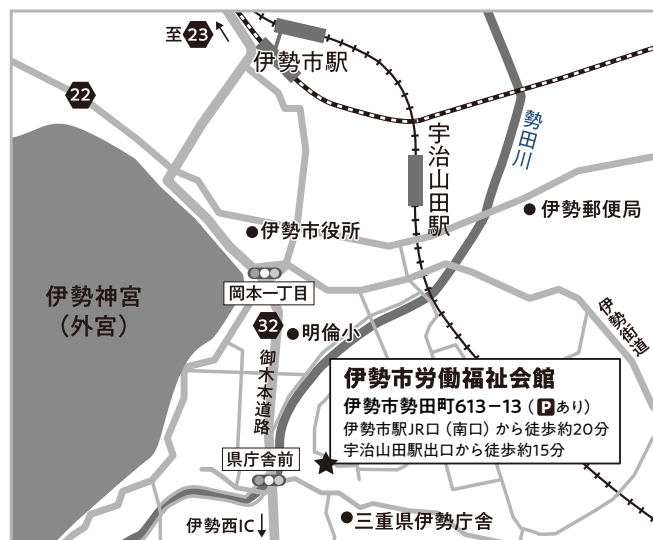 至23
伊勢市駅
22
宇治山田駅
勢田川
伊勢郵便局
伊勢市役所
伊勢神宮
（外宮）
岡本一丁目
32
明倫小
伊勢街道
御木本道路
伊勢市労働福祉会館
伊勢市勢田町613−13（Pあり）
伊勢市駅JR口（南口）から徒歩約20分
宇治山田駅出口から徒歩約15分
県庁舎前
伊勢西IC↓
三重県伊勢庁舎